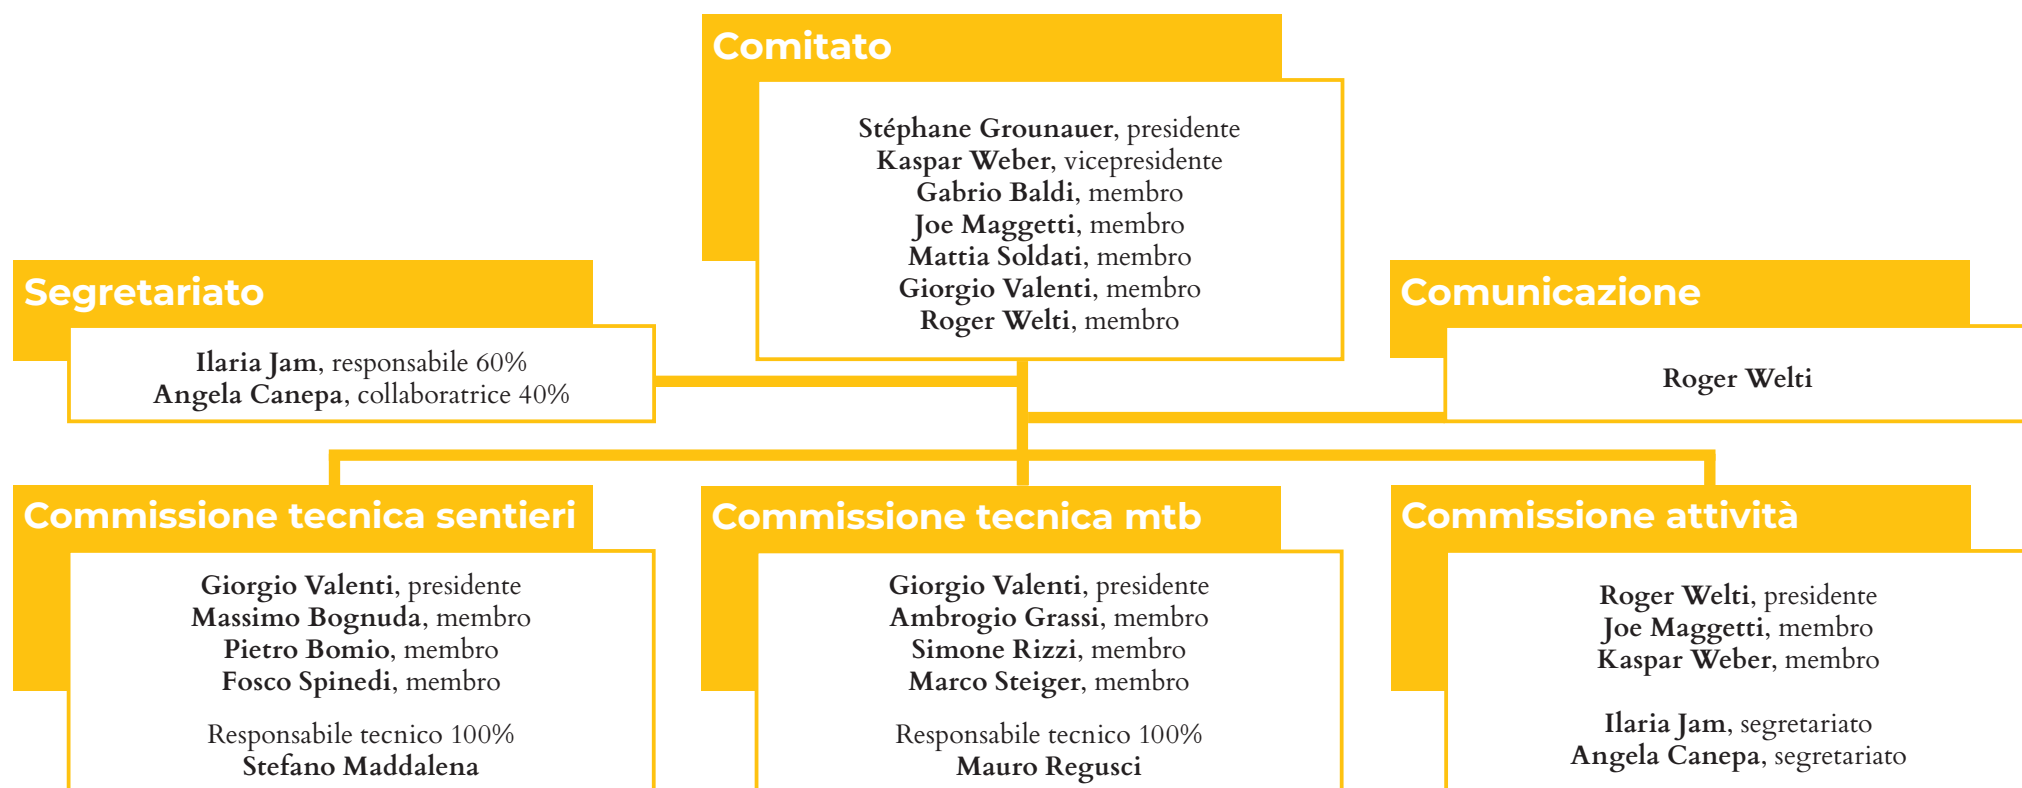 Comitato
Stéphane Grounauer, presidente
Kaspar Weber, vicepresidente
Gabrio Baldi, membro
Joe Maggetti, membro
Mattia Soldati, membro
Giorgio Valenti, membro
Roger Welti, membro
Segretariato
Ilaria Jam, responsabile 60%
Angela Canepa, collaboratrice 40%
Comunicazione
Roger Welti
Commissione tecnica sentieri
Giorgio Valenti, presidente
Massimo Bognuda, membro
Pietro Bomio, membro
Fosco Spinedi, membro
Responsabile tecnico 100%
Stefano Maddalena
Commissione tecnica mtb
Giorgio Valenti, presidente
Ambrogio Grassi, membro
Simone Rizzi, membro
Marco Steiger, membro
Responsabile tecnico 100%
Mauro Regusci
Commissione attività
Roger Welti, presidente
Joe Maggetti, membro
Kaspar Weber, membro
Ilaria Jam, segretariato
Angela Canepa, segretariato